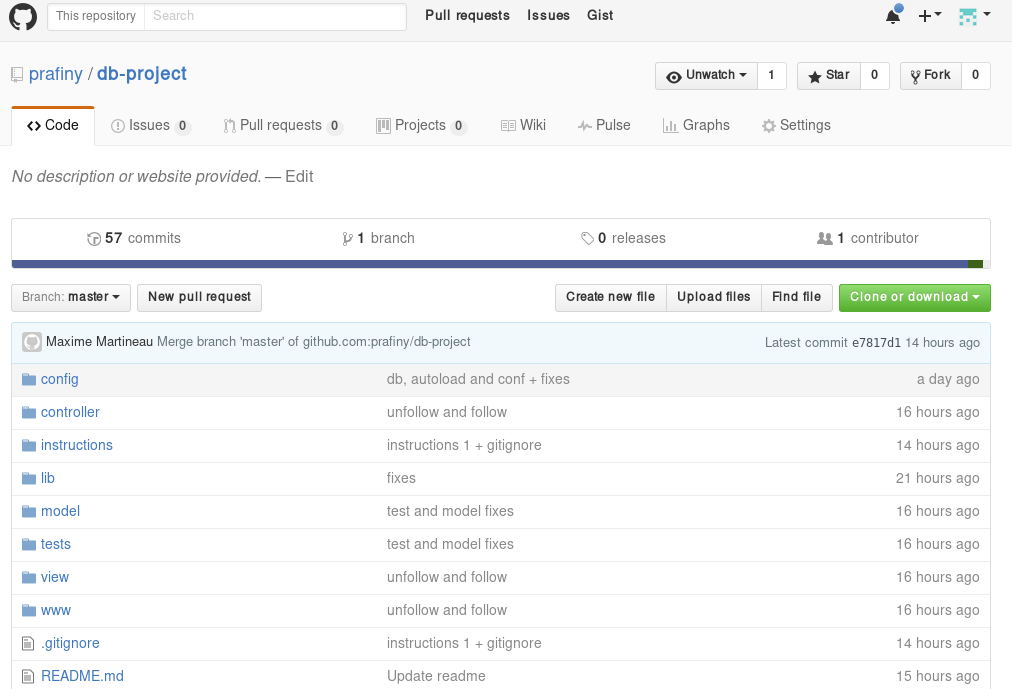 This repository Search Pull requests Issues Gist
prafiny / db-project Unwatch 1 Star 0 Fork 0
Code Issues 0 Pull requests 0 Projects 0 Wiki Pulse Graphs Settings
No description or website provided. — Edit
57 commits 1 branch 0 releases 1 contributor
Branch: master New pull request Create new file Upload files Find file Clone or download
Maxime Martineau Merge branch 'master' of github.com:prafiny/db-project Latest commit e7817d1 14 hours ago
config db, autoload and conf + fixes a day ago
controller unfollow and follow 16 hours ago
instructions instructions 1 + gitignore 14 hours ago
lib fixes 21 hours ago
model test and model fixes 16 hours ago
tests test and model fixes 16 hours ago
view unfollow and follow 16 hours ago
www unfollow and follow 16 hours ago
.gitignore instructions 1 + gitignore 14 hours ago
README.md Update readme 15 hours ago